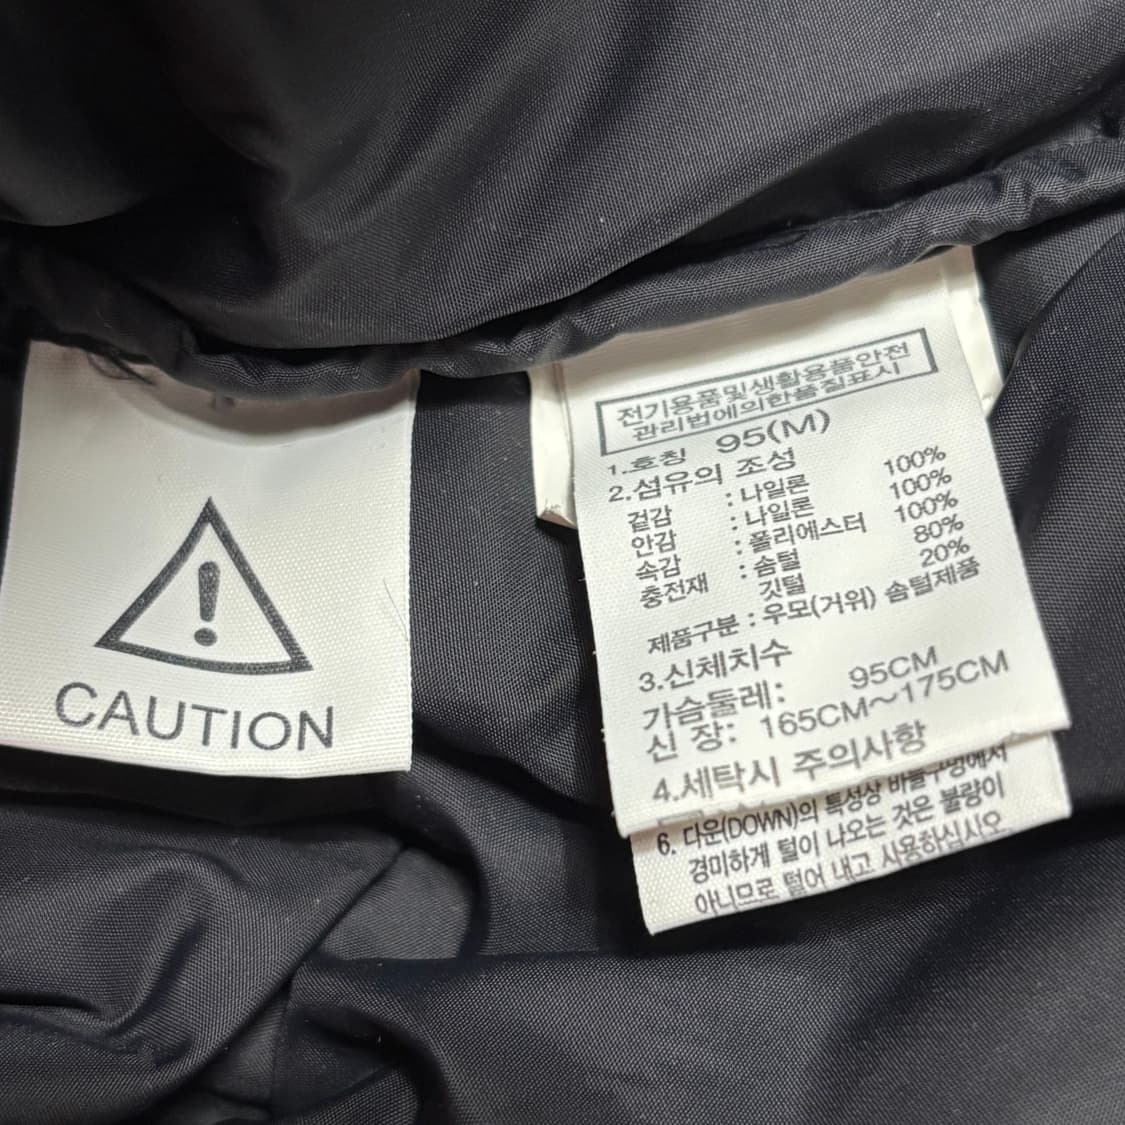 CAUTION
전기용품및생활용품안전
관리법에의한품질표시
1.호칭 95(M)
2.섬유의 조성
겉감 : 나일론 100%
안감 : 나일론 100%
속감 : 폴리에스터 100%
충전재 : 솜털 80%
깃털 20%
제품구분 : 우모(거위) 솜털제품
3.신체치수
가슴둘레: 95CM
신 장: 165CM~175CM
4.세탁시 주의사항
6. 다운(DOWN)의 특성상 바늘구멍에서
경미하게 털이 나오는 것은 불량이
아니므로 털어 내고 사용하십시오